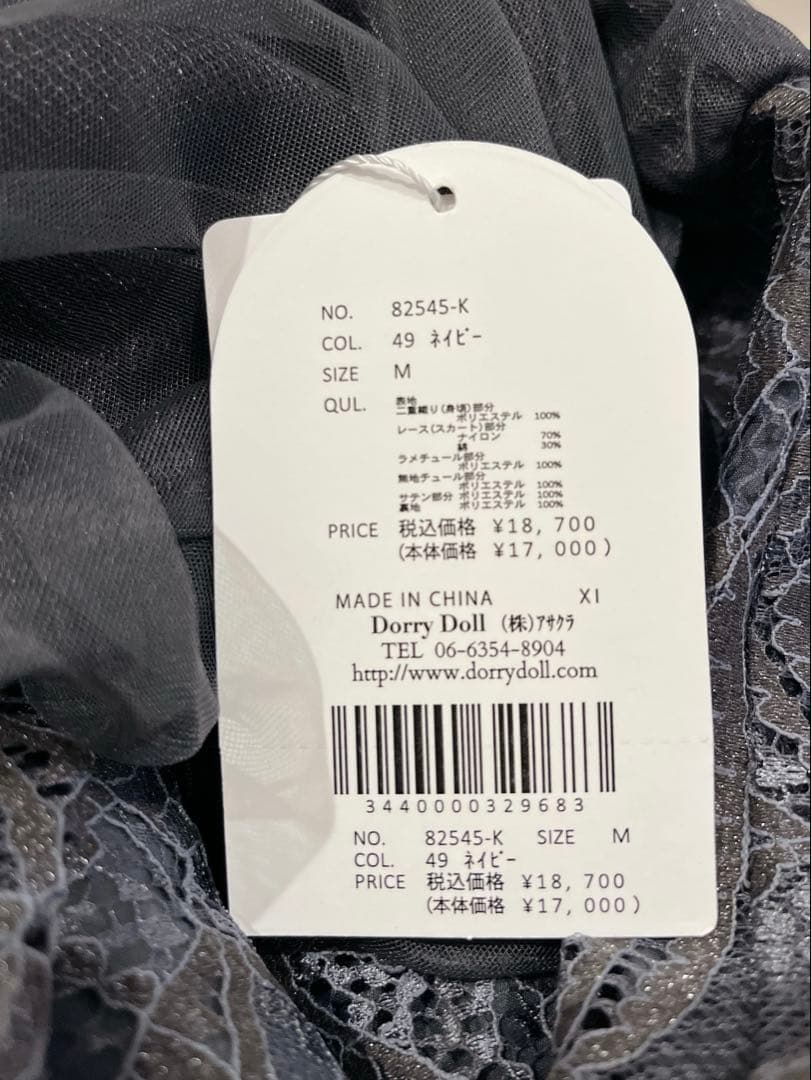 NO. 82545-K
COL. 49 ﾈｲﾋﾞｰ
SIZE M
QUL. 表地
二重織り(身頃)部分
ポリエステル 100%
レース(スカート)部分
ナイロン 70%
綿 30%
ラメチュール部分
ポリエステル 100%
無地チュール部分
ポリエステル 100%
サテン部分 ポリエステル 100%
裏地 ポリエステル 100%
PRICE 税込価格 ¥18,700
(本体価格 ¥17,000)
MADE IN CHINA XI
Dorry Doll (株)ｱｻｸﾗ
TEL 06-6354-8904
http://www.dorrydoll.com
3440000329683
NO. 82545-K SIZE M
COL. 49 ﾈｲﾋﾞｰ
PRICE 税込価格 ¥18,700
(本体価格 ¥17,000)